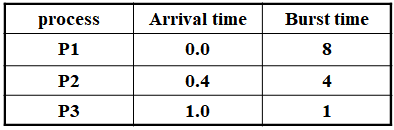 process Arrival time Burst time
P1 0.0 8
P2 0.4 4
P3 1.0 1